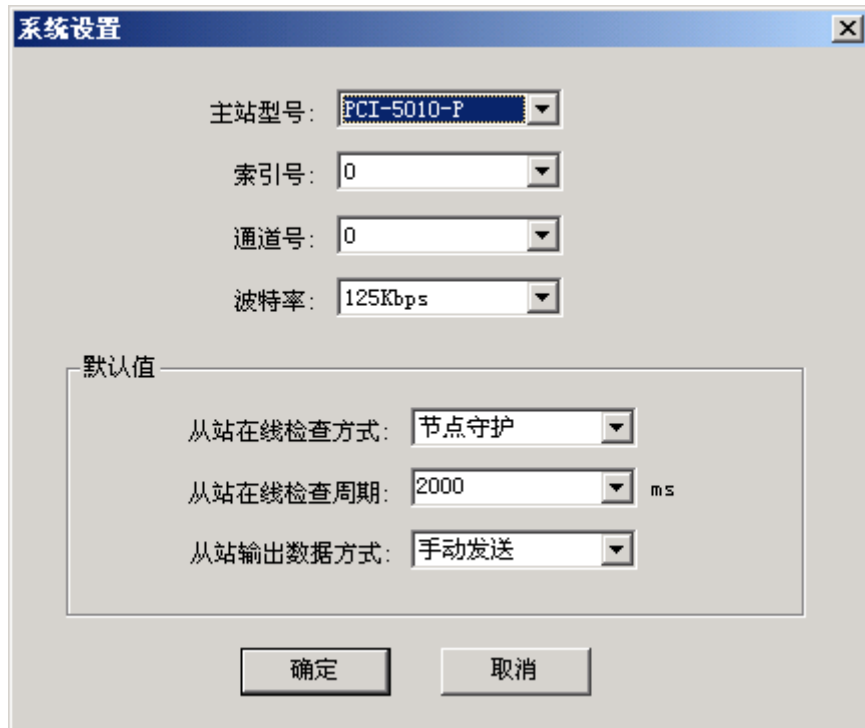 系统设置
主站型号: PCI-5010-P
索引号: 0
通道号: 0
波特率: 125Kbps
默认值
从站在线检查方式: 节点守护
从站在线检查周期: 2000 ms
从站输出数据方式: 手动发送
确定 取消